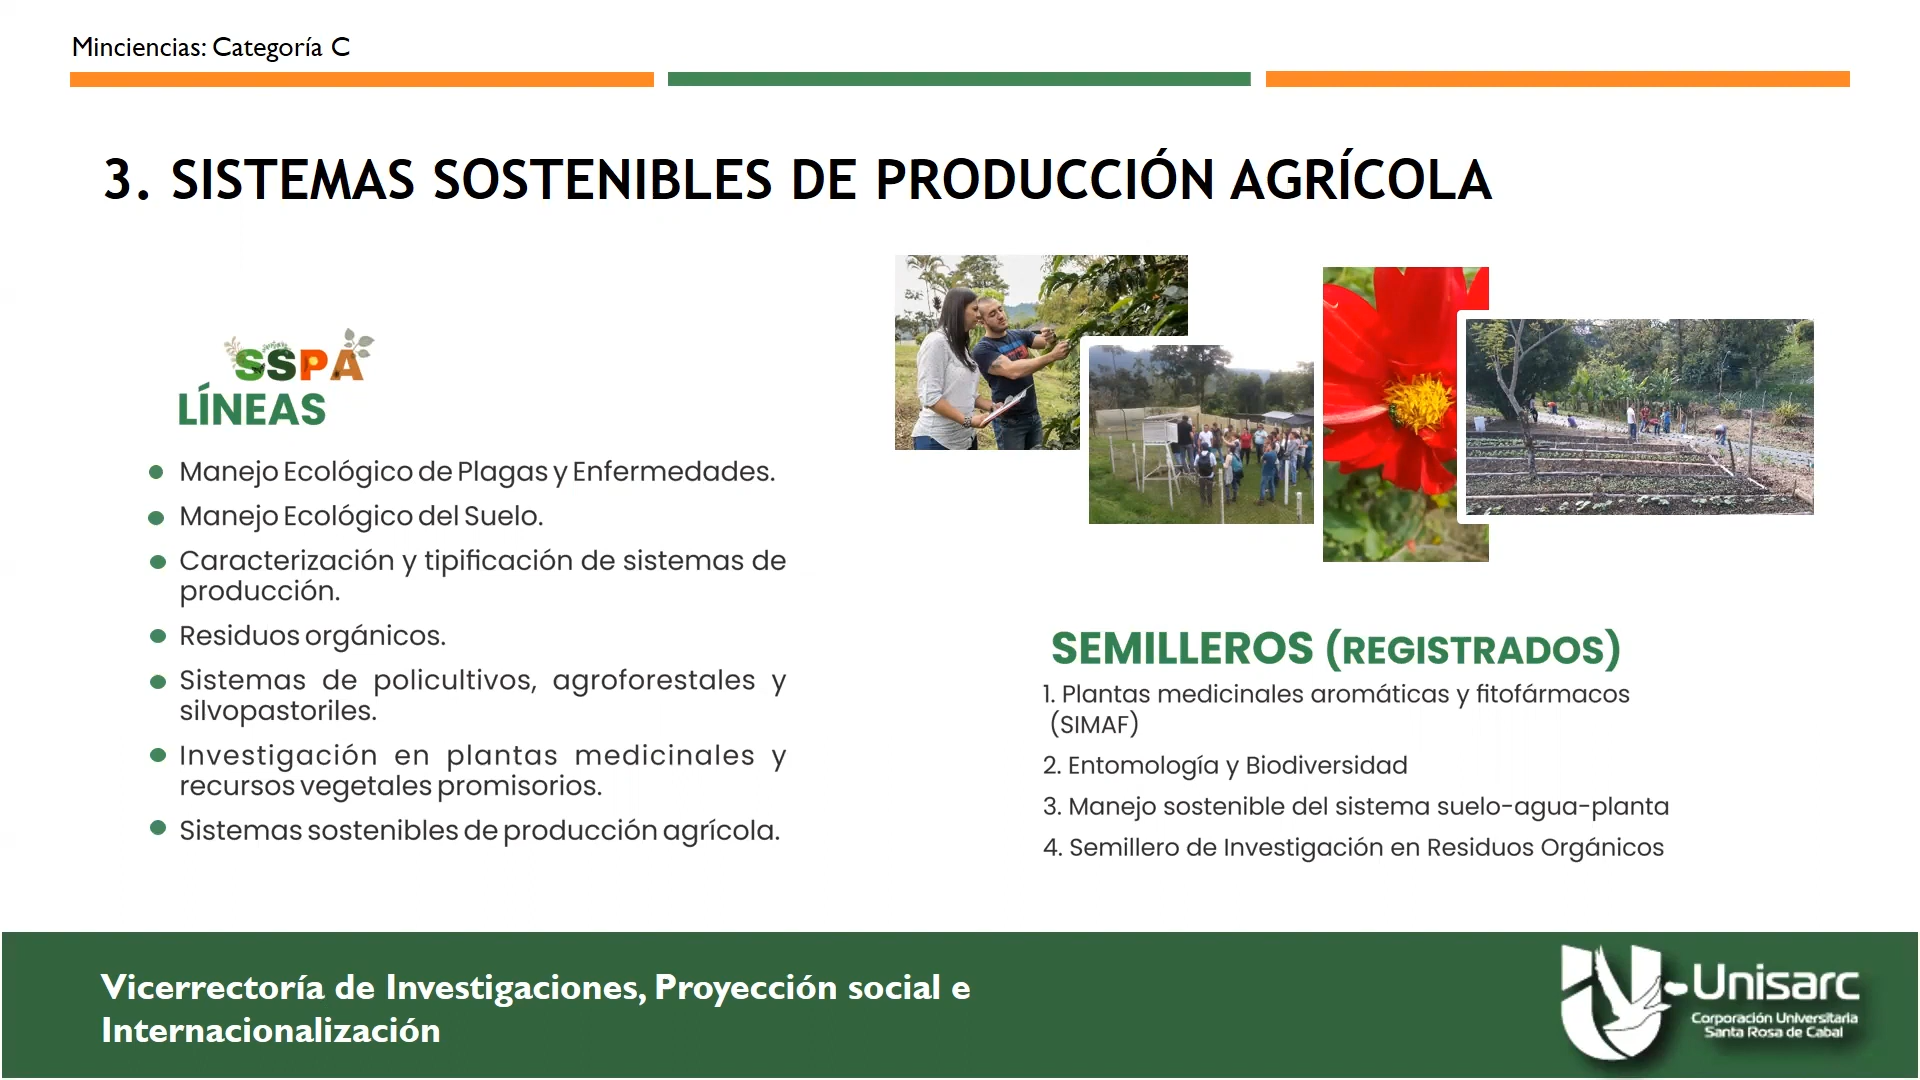 Minciencias: Categoría C
3. SISTEMAS SOSTENIBLES DE PRODUCCIÓN AGRÍCOLA
SSPA
LÍNEAS
Manejo Ecológico de Plagas y Enfermedades.
Manejo Ecológico del Suelo.
Caracterización y tipificación de sistemas de
producción.
Residuos orgánicos.
Sistemas de policultivos, agroforestales y
silvopastoriles.
Investigación en plantas medicinales y
recursos vegetales promisorios.
Sistemas sostenibles de producción agrícola.
SEMILLEROS (REGISTRADOS)
1. Plantas medicinales aromáticas y fitofármacos
(SIMAF)
2. Entomología y Biodiversidad
3. Manejo sostenible del sistema suelo-agua-planta
4. Semillero de Investigación en Residuos Orgánicos
Vicerrectoría de Investigaciones, Proyección social e
Internacionalización
Unisarc
Corporación Universitaria
Santa Rosa de Cabal